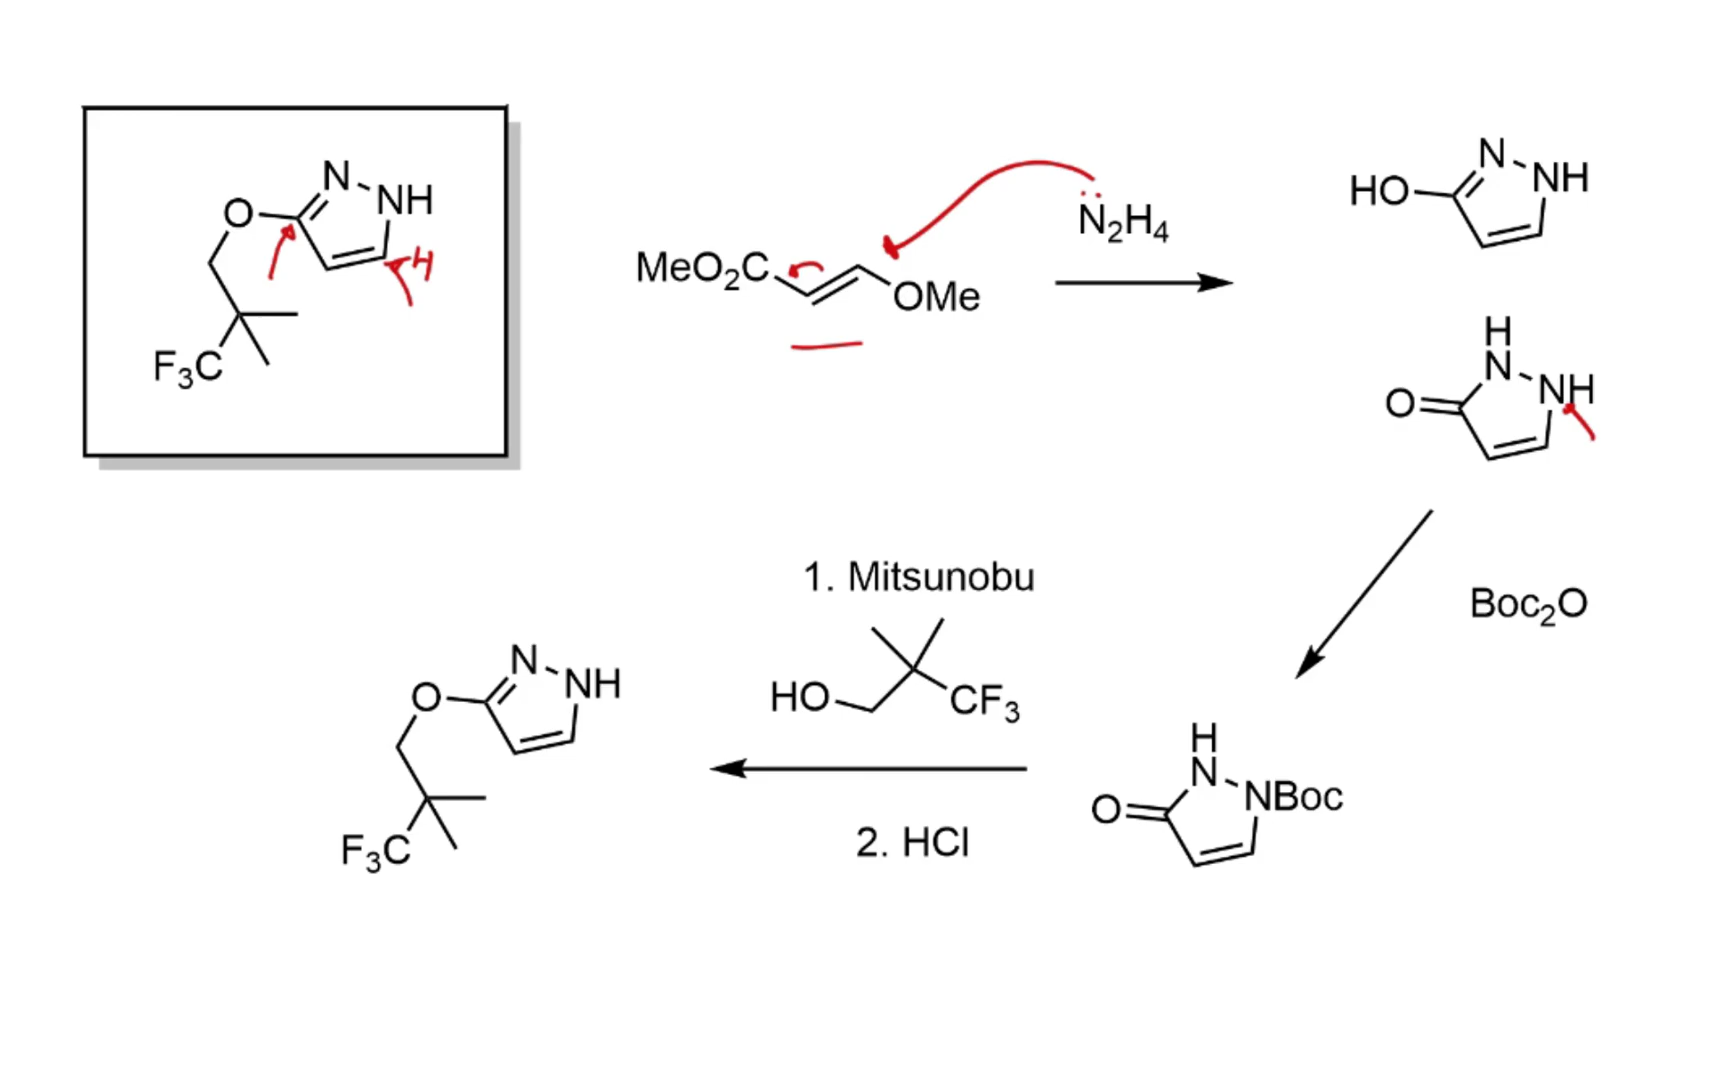 N
NH
O
H
F₃C
MeO₂C
OMe
N₂H₄
N
HO
NH
H
N
O
NH
Boc₂O
1. Mitsunobu
HO
CF₃
2. HCl
H
N
O
NBoc
N
O
NH
F₃C